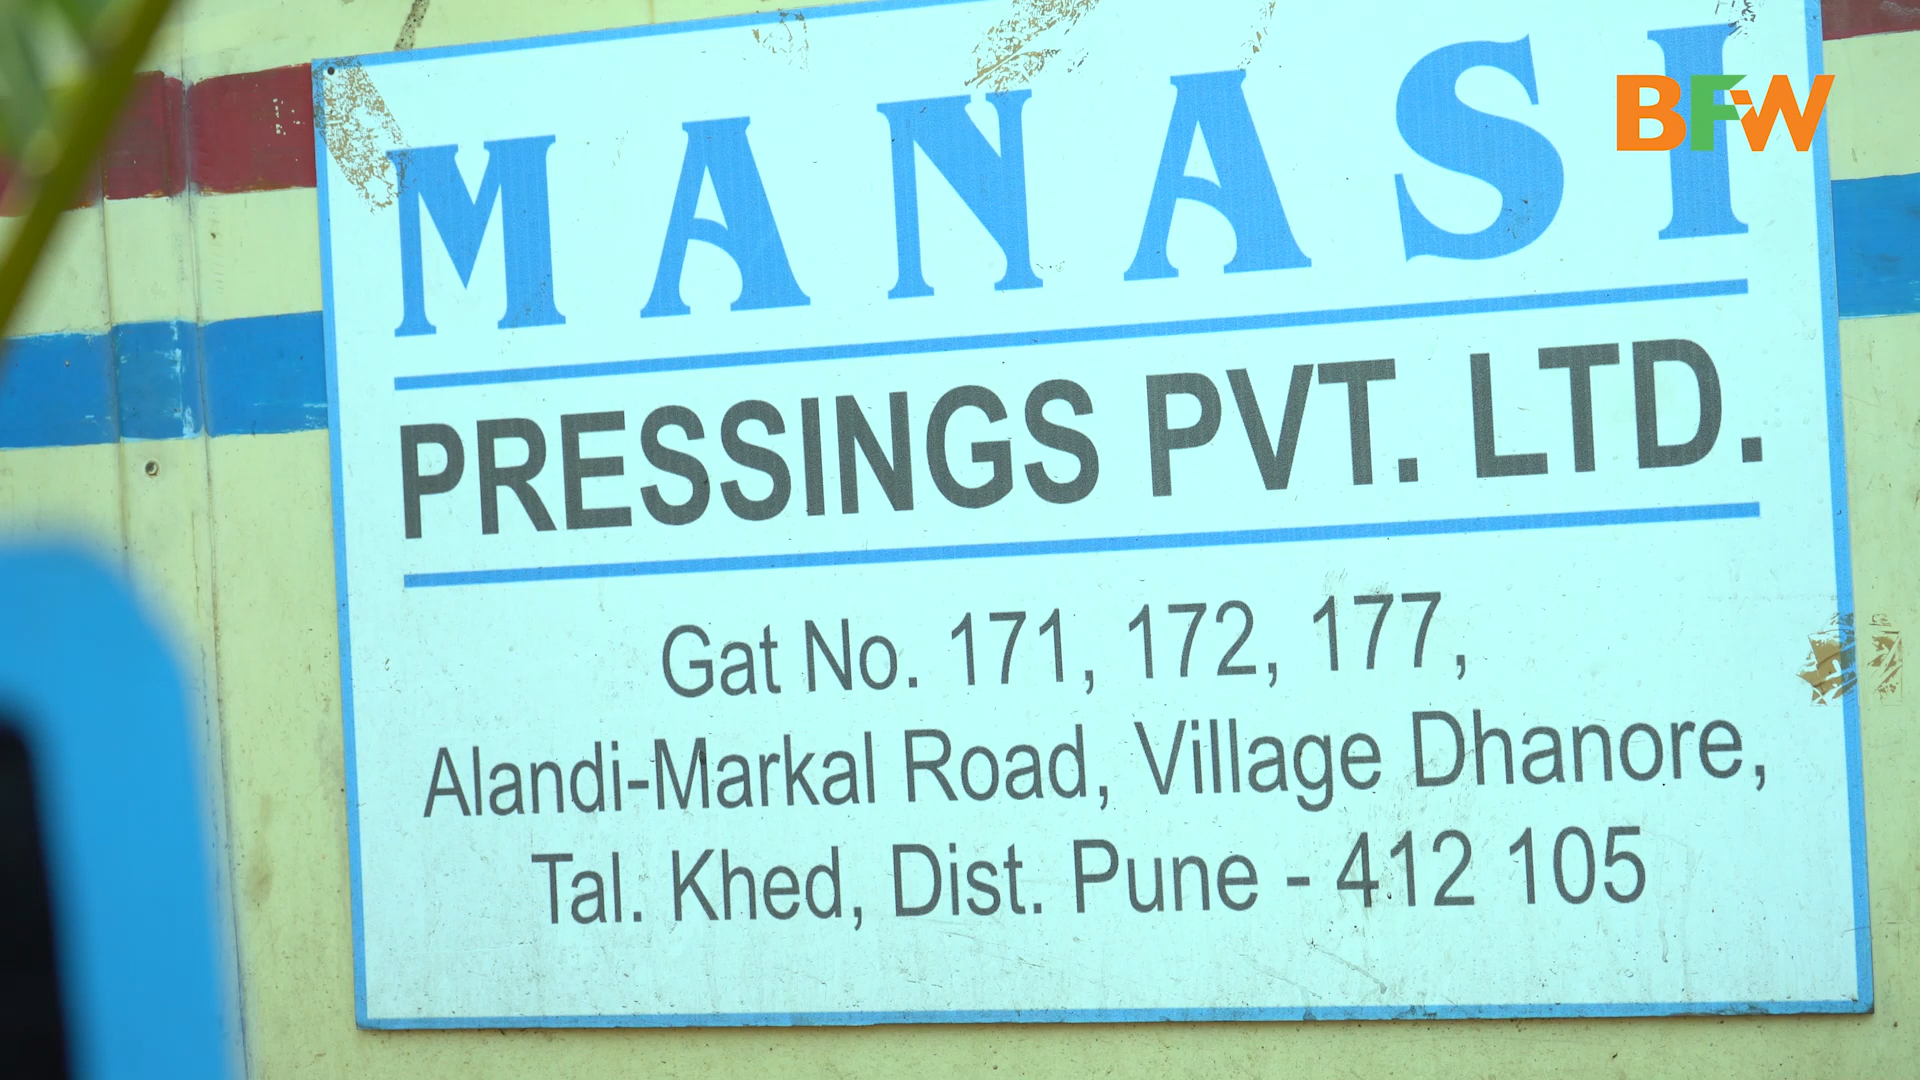 BFW
MANASI
PRESSINGS PVT. LTD.
Gat No. 171, 172, 177,
Alandi-Markal Road, Village Dhanore,
Tal. Khed, Dist. Pune - 412 105